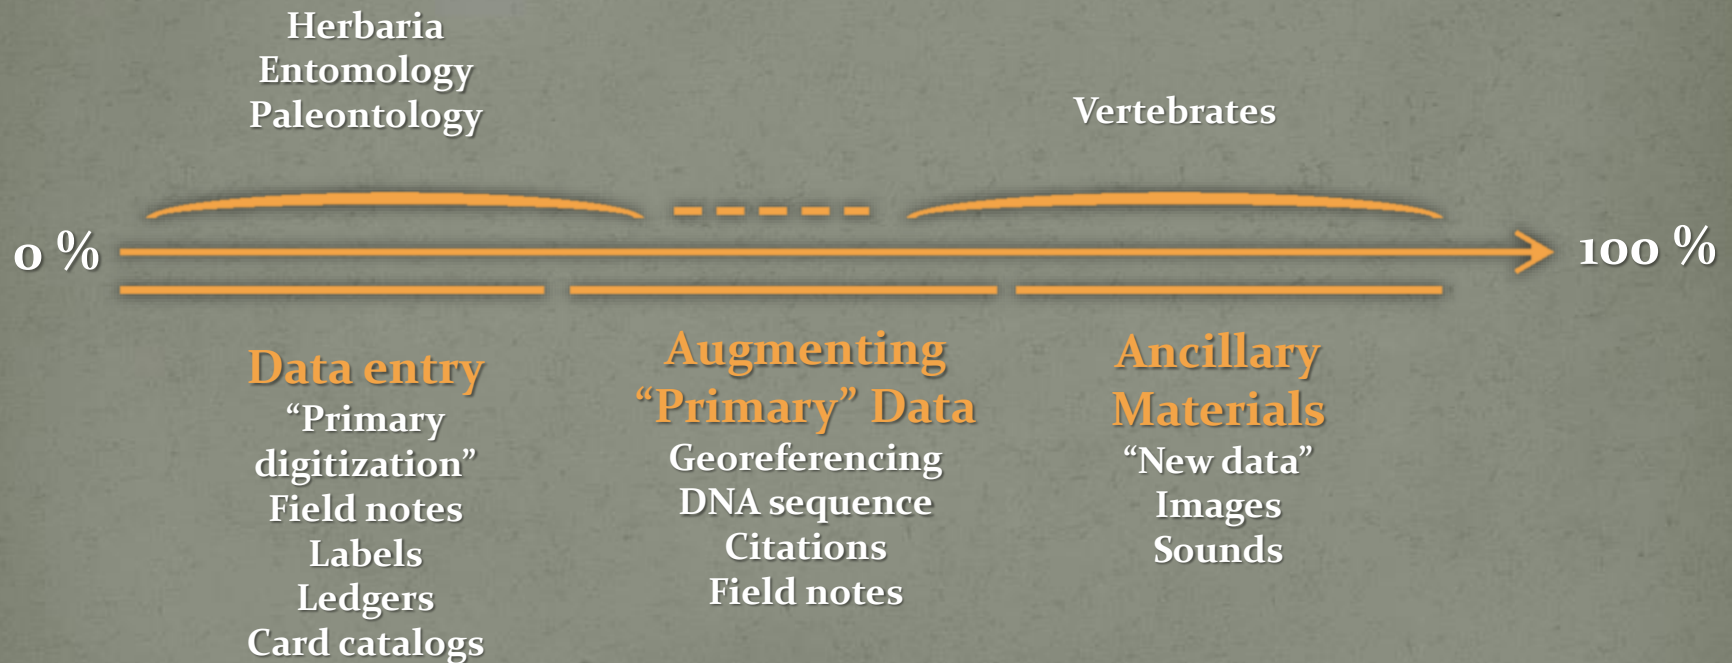 Herbaria
Entomology
Paleontology
Vertebrates
0 %
100 %
Data entry
“Primary
digitization”
Field notes
Labels
Ledgers
Card catalogs
Augmenting
“Primary” Data
Georeferencing
DNA sequence
Citations
Field notes
Ancillary
Materials
“New data”
Images
Sounds